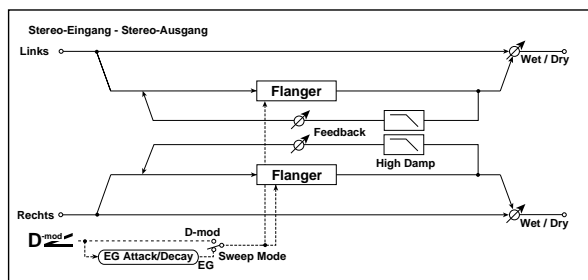 Stereo-Eingang - Stereo-Ausgang
Links
Wet / Dry
Flanger
Feedback
High Damp
Flanger
Rechts
Wet / Dry
D-mod
D-mod
EG Attack/Decay
EG
Sweep Mode